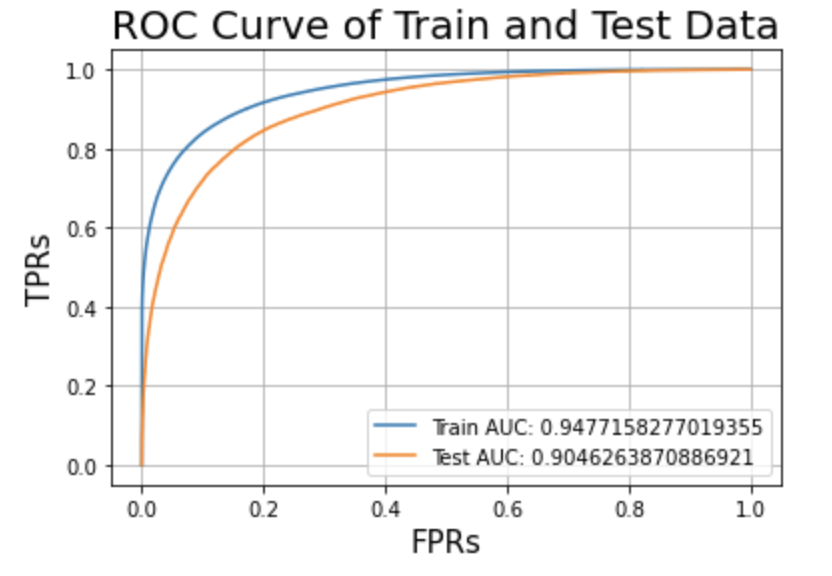 ROC Curve of Train and Test Data
1.0
0.8
0.6
0.4
0.2
0.0
TPRs
Train AUC: 0.9477158277019355
Test AUC: 0.9046263870886921
0.0 0.2 0.4 0.6 0.8 1.0
FPRs